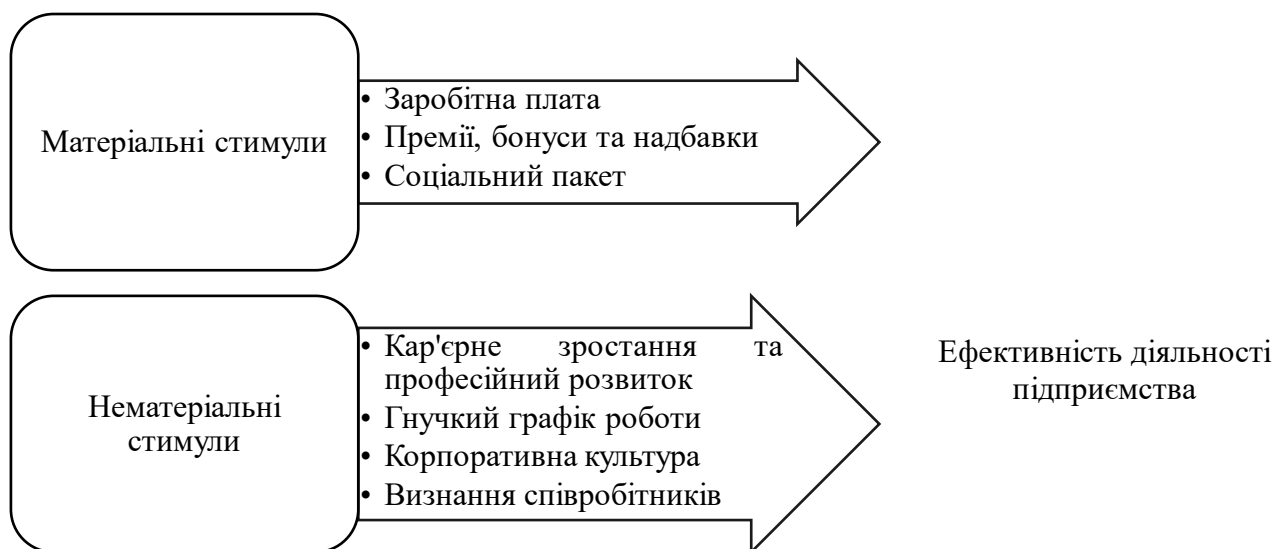 Матеріальні стимули
• Заробітна плата
• Премії, бонуси та надбавки
• Соціальний пакет
Нематеріальні
стимули
• Кар'єрне зростання та
професійний розвиток
• Гнучкий графік роботи
• Корпоративна культура
• Визнання співробітників
Ефективність діяльності
підприємства